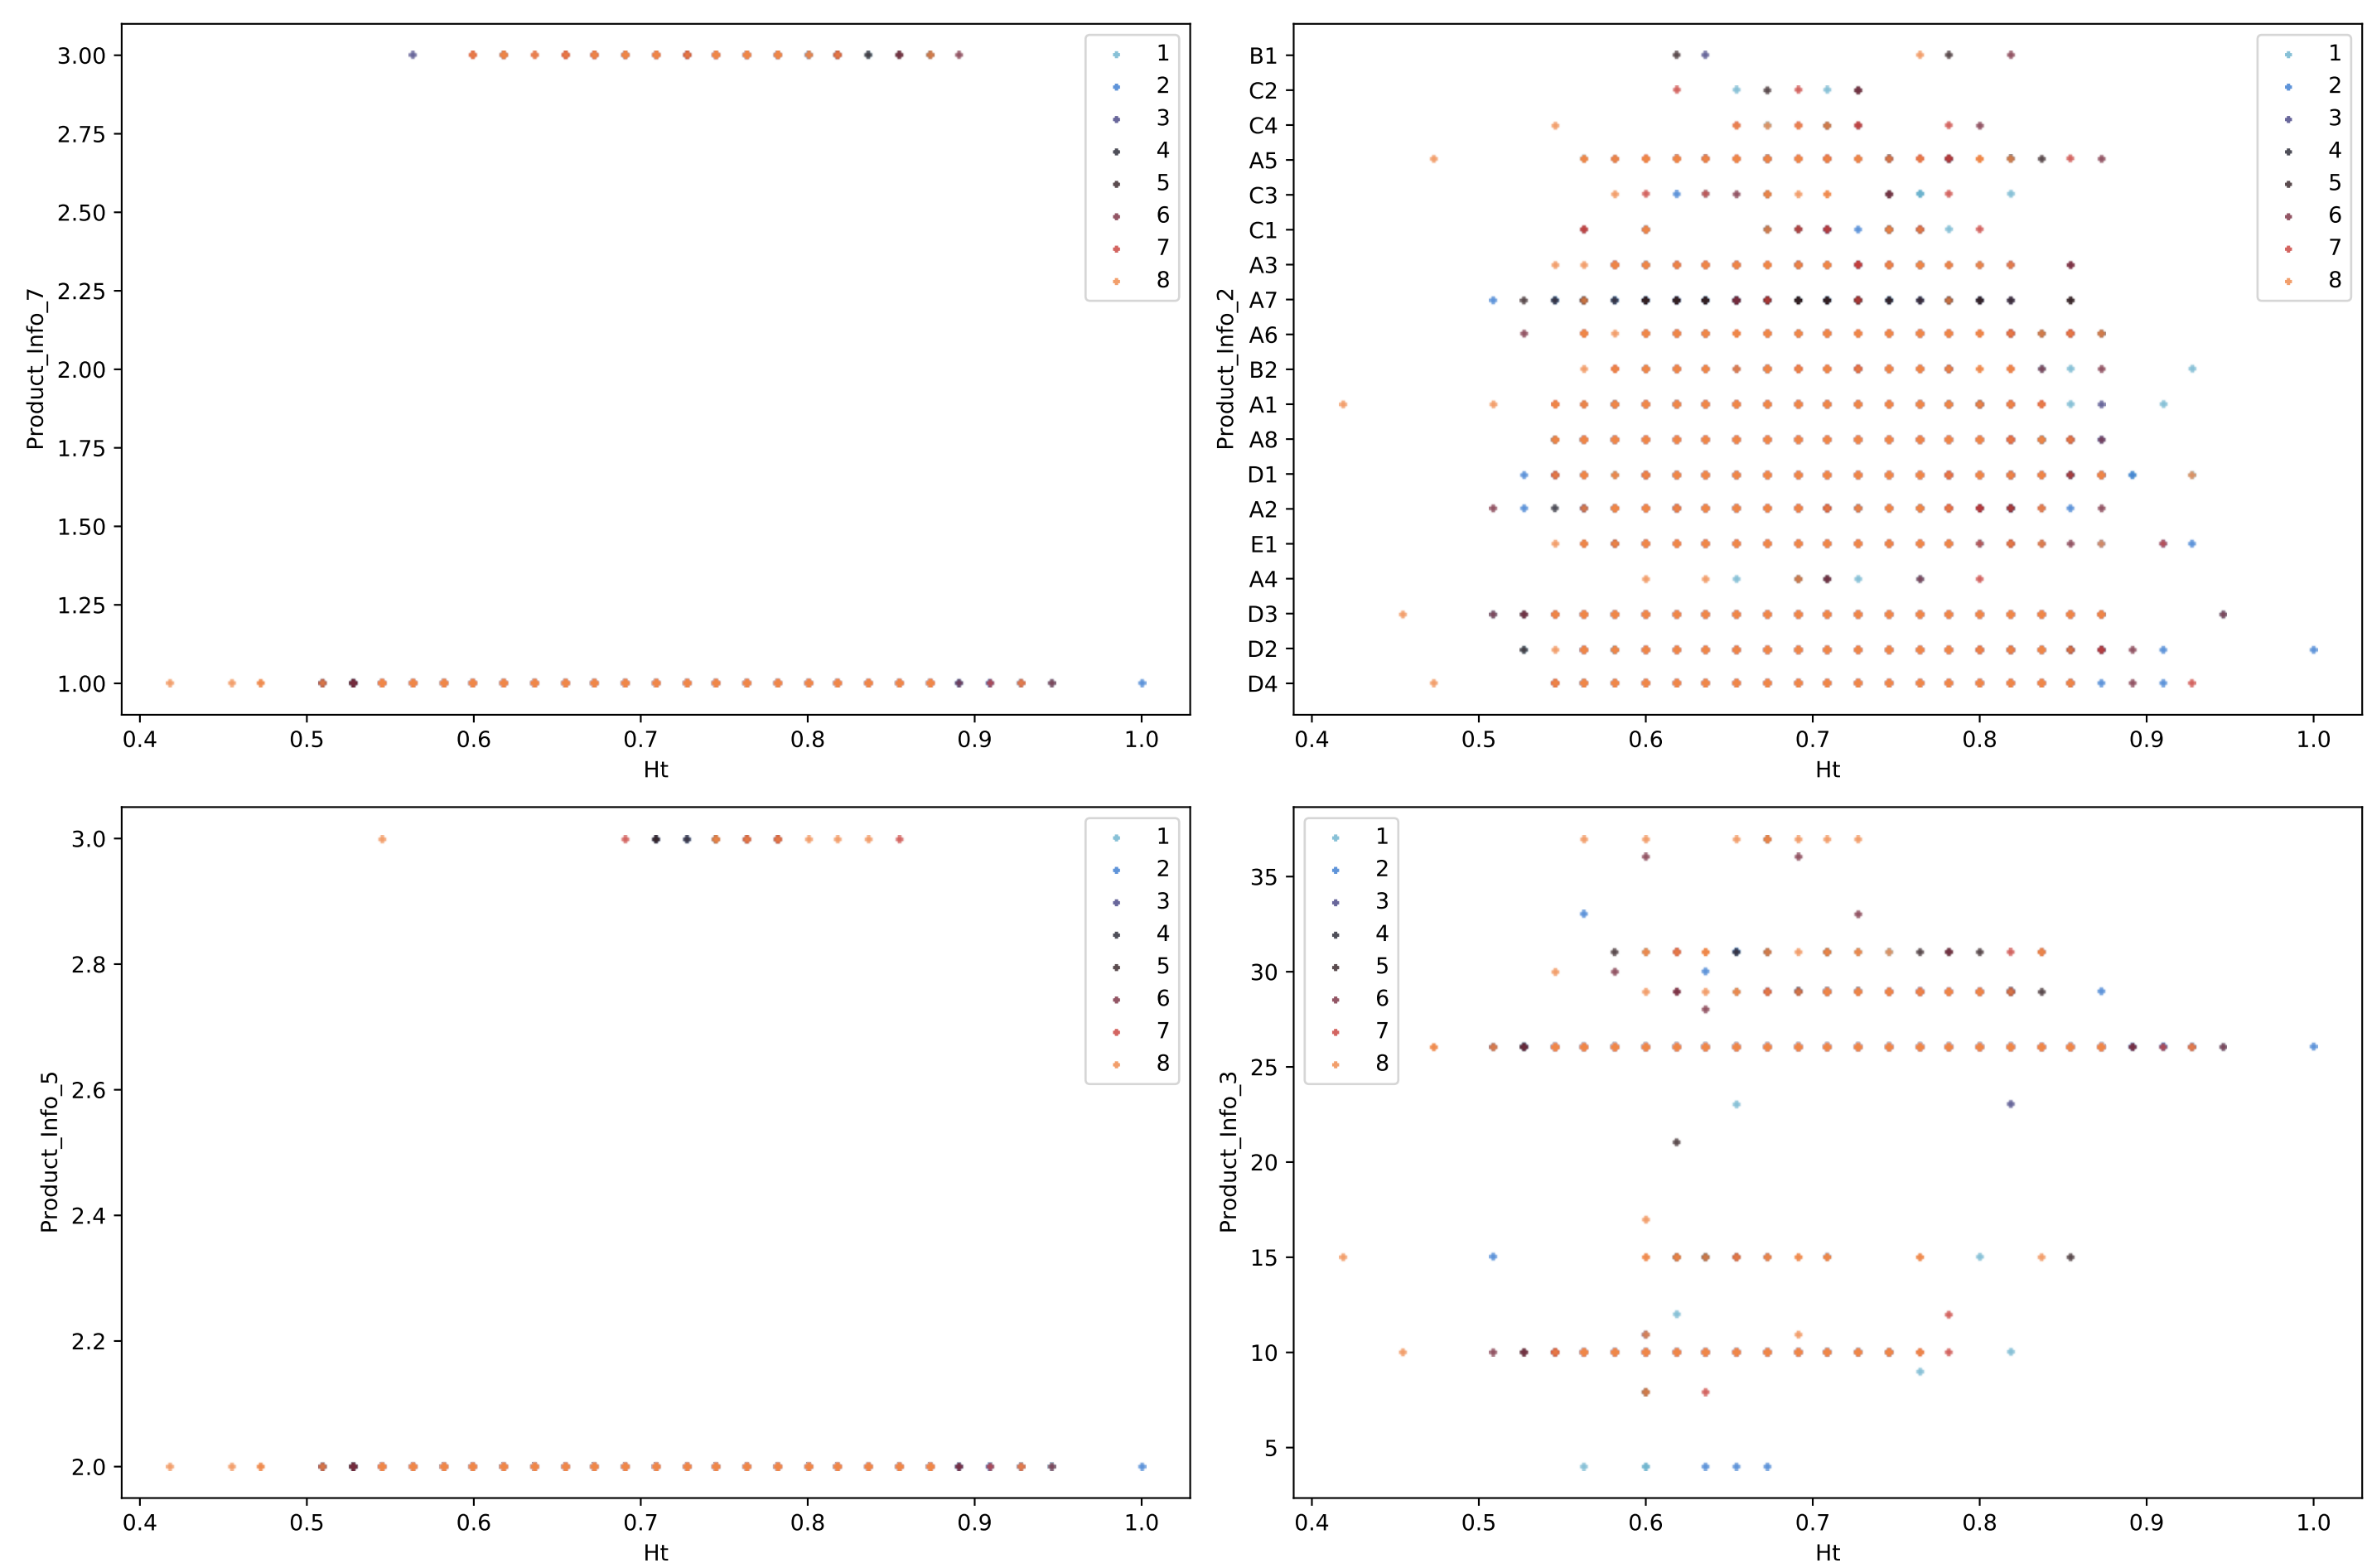 3.00
2.75
2.50
2.25
2.00
1.75
1.50
1.25
1.00
Product_Info_7
0.4 0.5 0.6 0.7 0.8 0.9 1.0
Ht
1
2
3
4
5
6
7
8
B1
C2
C4
A5
C3
C1
A3
A7
A6
B2
A1
A8
D1
A2
E1
A4
D3
D2
D4
Product_Info_2
0.4 0.5 0.6 0.7 0.8 0.9 1.0
Ht
1
2
3
4
5
6
7
8
3.0
2.8
2.6
2.4
2.2
2.0
Product_Info_5
0.4 0.5 0.6 0.7 0.8 0.9 1.0
Ht
1
2
3
4
5
6
7
8
35
30
25
20
15
10
5
Product_Info_3
0.4 0.5 0.6 0.7 0.8 0.9 1.0
Ht
1
2
3
4
5
6
7
8